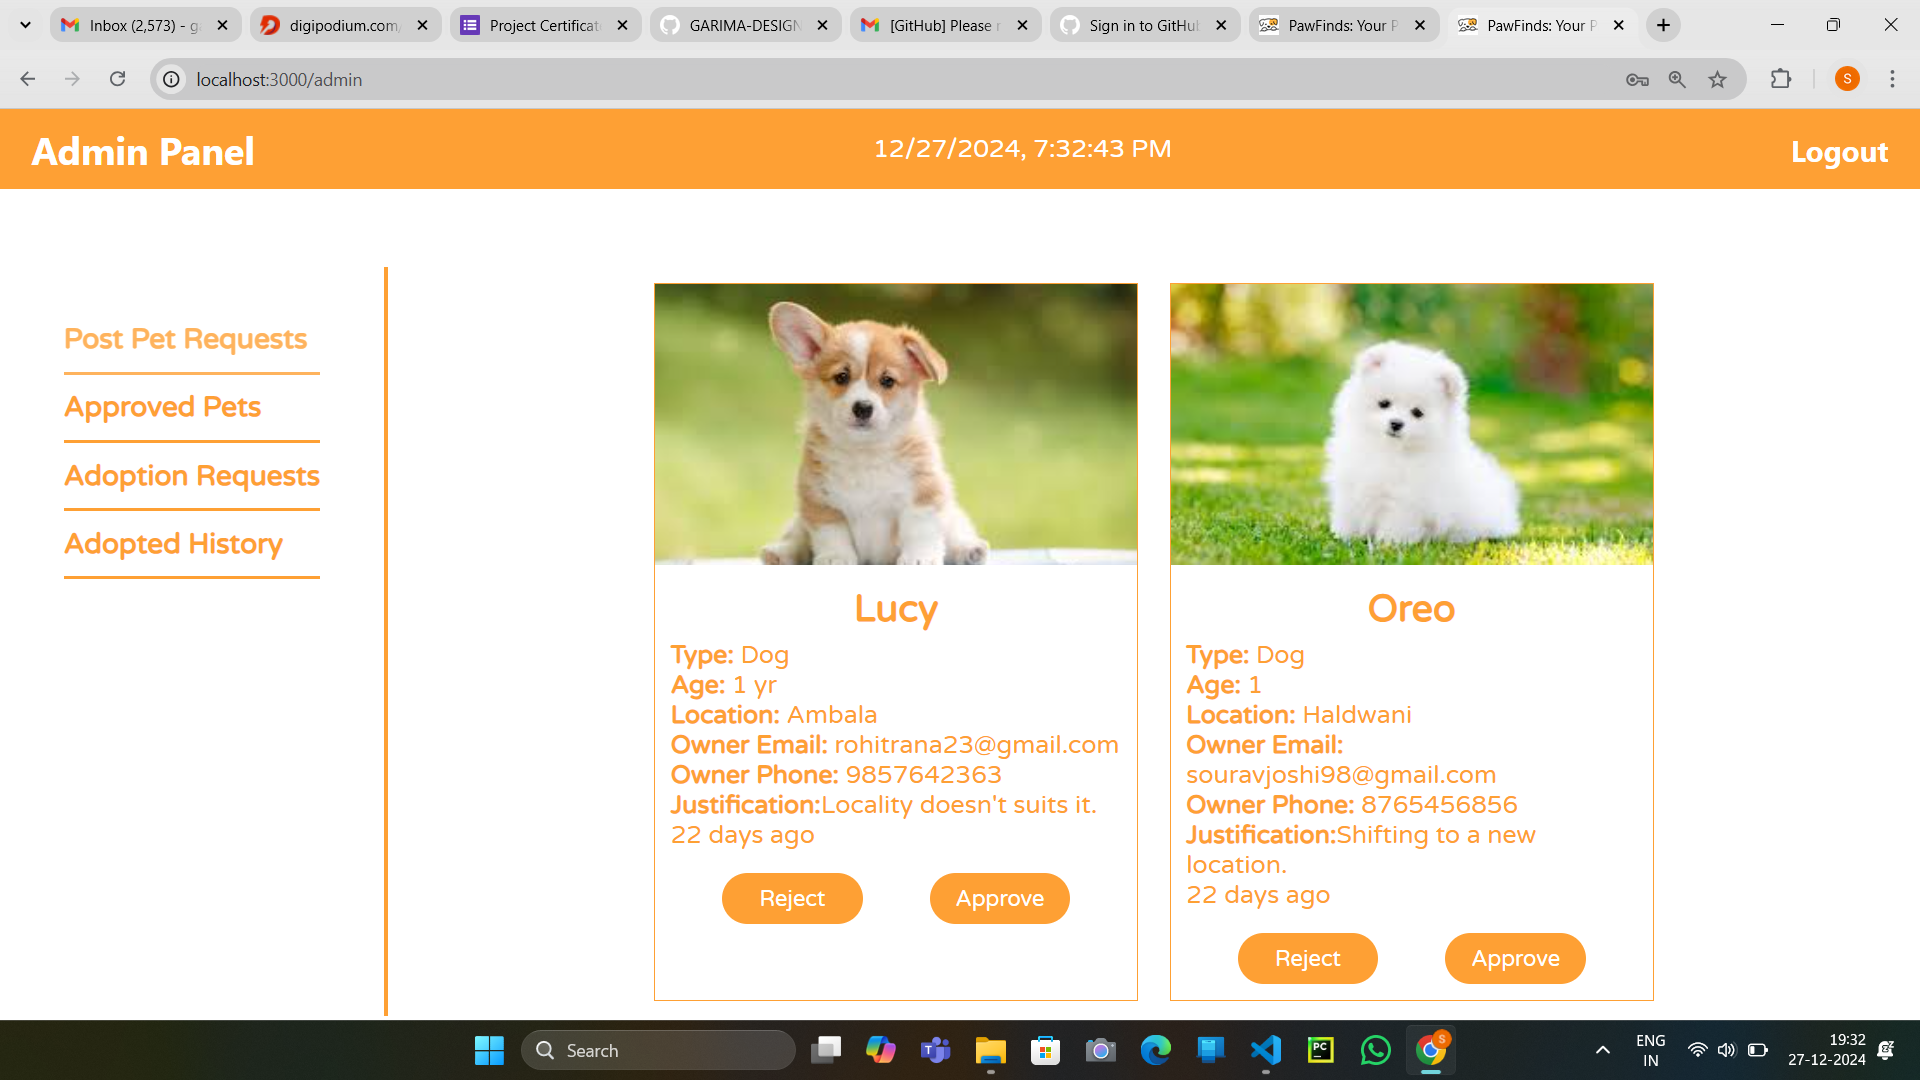 Inbox (2,573) - ga
digipodium.com/
Project Certificat
GARIMA-DESIGN
[GitHub] Please r
Sign in to GitHub
PawFinds: Your P
PawFinds: Your P
localhost:3000/admin
S
Admin Panel
12/27/2024, 7:32:43 PM
Logout
Post Pet Requests
Approved Pets
Adoption Requests
Adopted History
Lucy
Type: Dog
Age: 1 yr
Location: Ambala
Owner Email: rohitrana23@gmail.com
Owner Phone: 9857642363
Justification:Locality doesn't suits it.
22 days ago
Reject
Approve
Oreo
Type: Dog
Age: 1
Location: Haldwani
Owner Email:
souravjoshi98@gmail.com
Owner Phone: 8765456856
Justification:Shifting to a new
location.
22 days ago
Reject
Approve
Search
T
PC
S
ENG
IN
19:32
27-12-2024